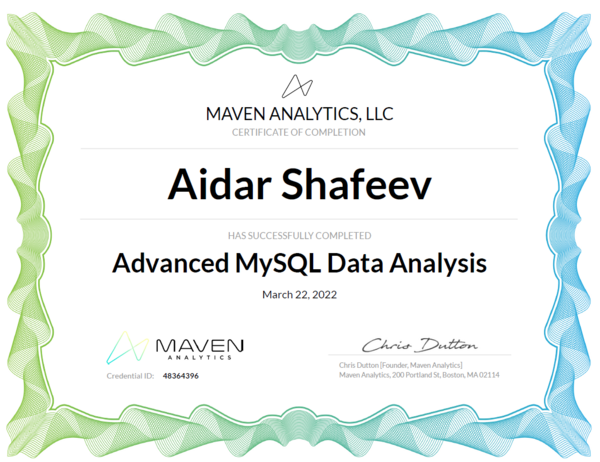 MAVEN ANALYTICS, LLC
CERTIFICATE OF COMPLETION
Aidar Shafeev
HAS SUCCESSFULLY COMPLETED
Advanced MySQL Data Analysis
March 22, 2022
MAVEN
ANALYTICS
Credential ID: 48364396
Chris Dutton
Chris Dutton [Founder, Maven Analytics]
Maven Analytics, 200 Portland St, Boston, MA 02114